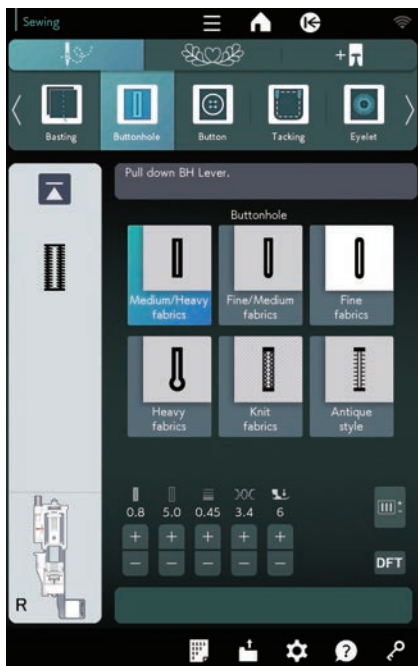 Sewing
Basting
Buttonhole
Button
Tacking
Eyelet
Pull down BH Lever.
Buttonhole
Medium/Heavy
fabrics
Fine/Medium
fabrics
Fine
fabrics
Heavy
fabrics
Knit
fabrics
Antique
style
0.8 5.0 0.45 3.4 6
+ + + + +
− − − − −
DFT
R
?